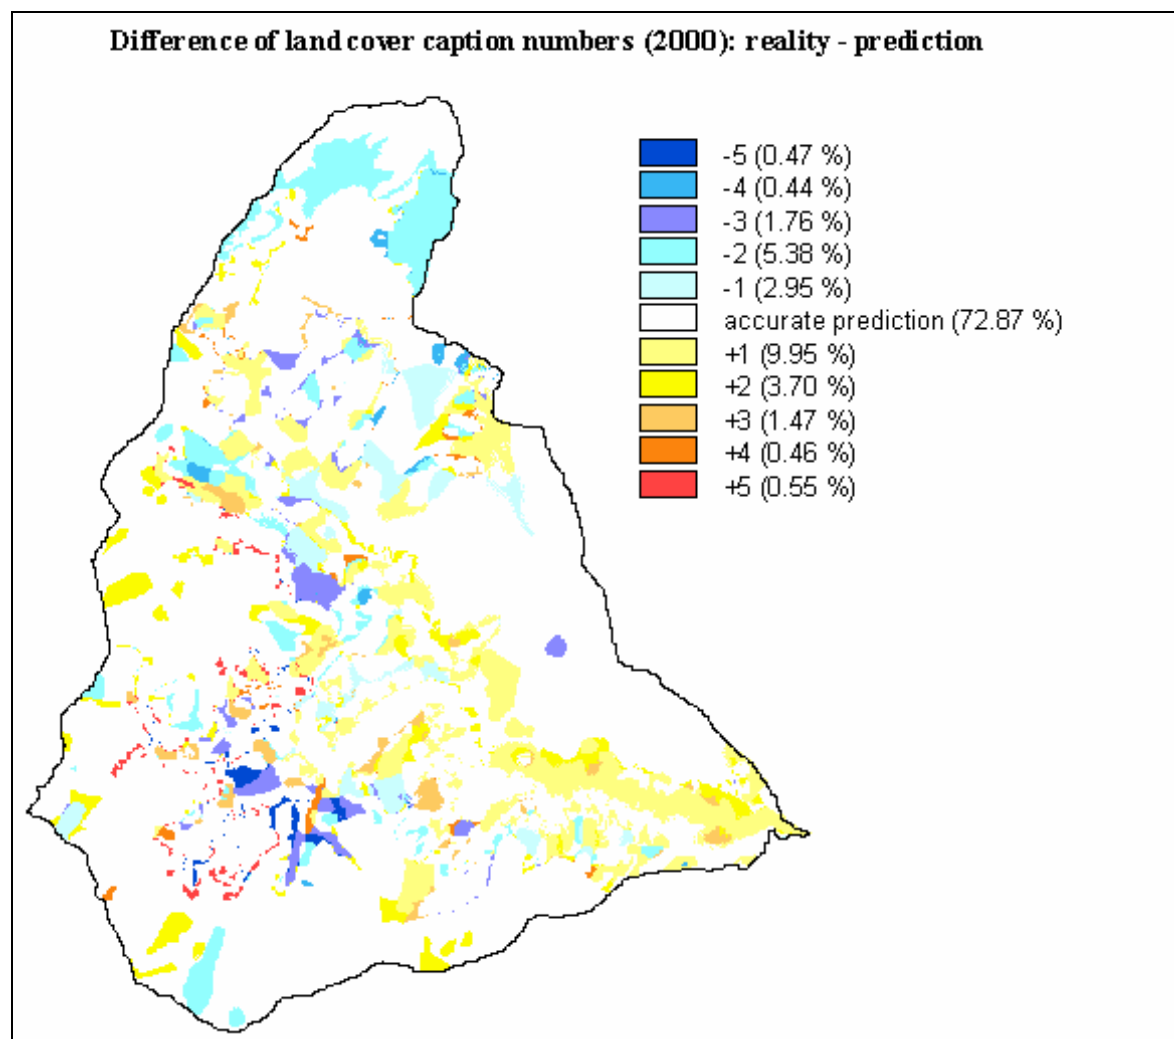 Difference of land cover caption numbers (2000): reality - prediction
-5 (0.47 %)
-4 (0.44 %)
-3 (1.76 %)
-2 (5.38 %)
-1 (2.95 %)
accurate prediction (72.87 %)
+1 (9.95 %)
+2 (3.70 %)
+3 (1.47 %)
+4 (0.46 %)
+5 (0.55 %)